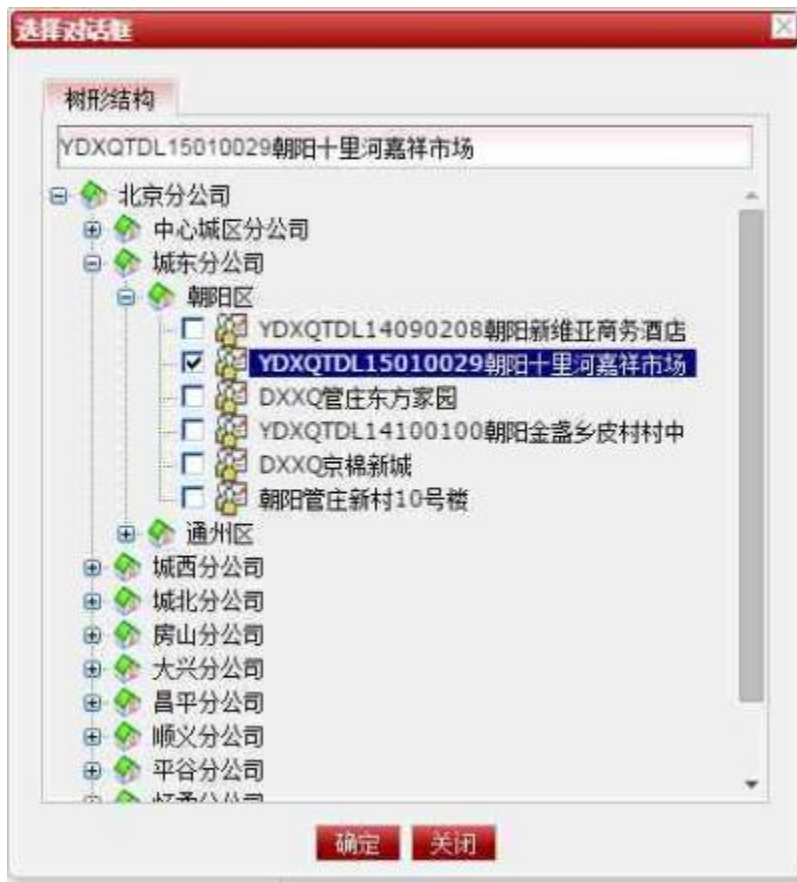 选择对话框
树形结构
YDXQTDL15010029朝阳十里河嘉祥市场
北京分公司
中心城区分公司
城东分公司
朝阳区
YDXQTDL14090208朝阳新维亚商务酒店
YDXQTDL15010029朝阳十里河嘉祥市场
DXXQ管庄东方家园
YDXQTDL14100100朝阳金盏乡皮村村中
DXXQ京棉新城
朝阳管庄新村10号楼
通州区
城西分公司
城北分公司
房山分公司
大兴分公司
昌平分公司
顺义分公司
平谷分公司
确定 关闭